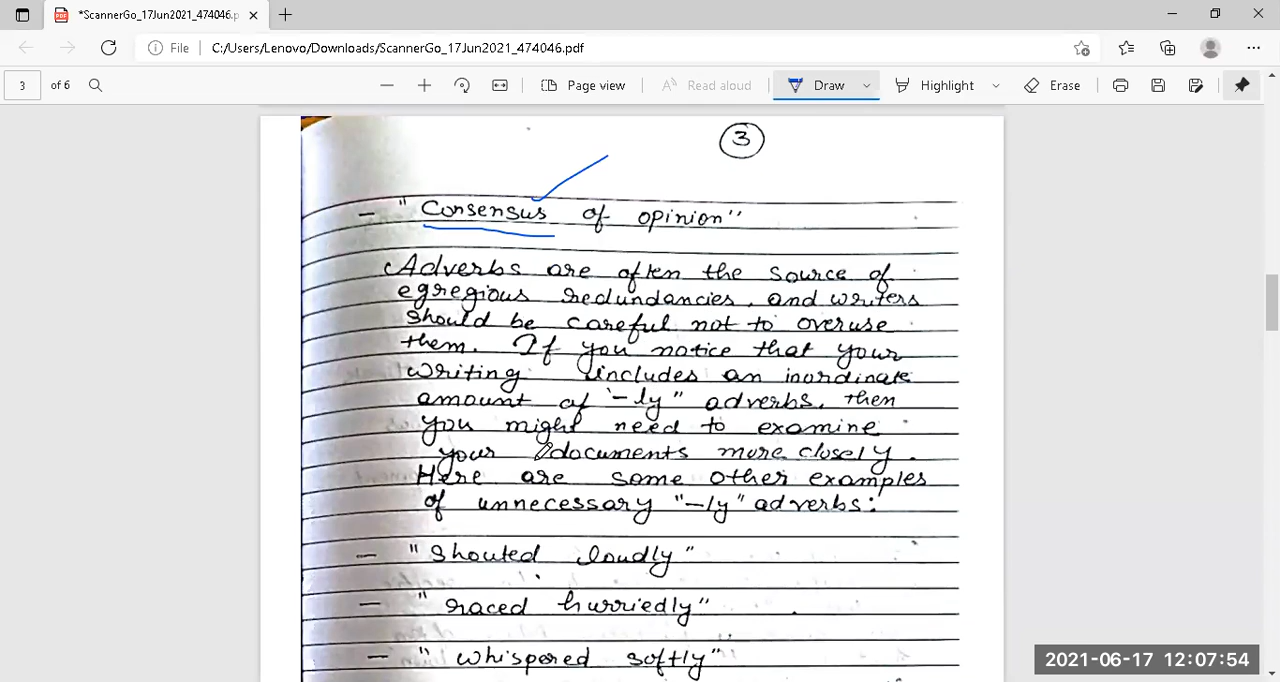 *ScannerGo_17Jun2021_474046.p
File C:/Users/Lenovo/Downloads/ScannerGo_17Jun2021_474046.pdf
3 of 6 Page view Read aloud Draw Highlight Erase
3
- "Consensus of opinion"
Adverbs are often the source of
egregious redundancies, and writers
should be careful not to overuse
them. If you notice that your
writing includes an inordinate
amount of "-ly" adverbs, then
you might need to examine
your documents more closely.
Here are some other examples
of unnecessary "-ly" adverbs:
- "Shouted loudly"
- "raced hurriedly"
- "whispered softly"
2021-06-17 12:07:54